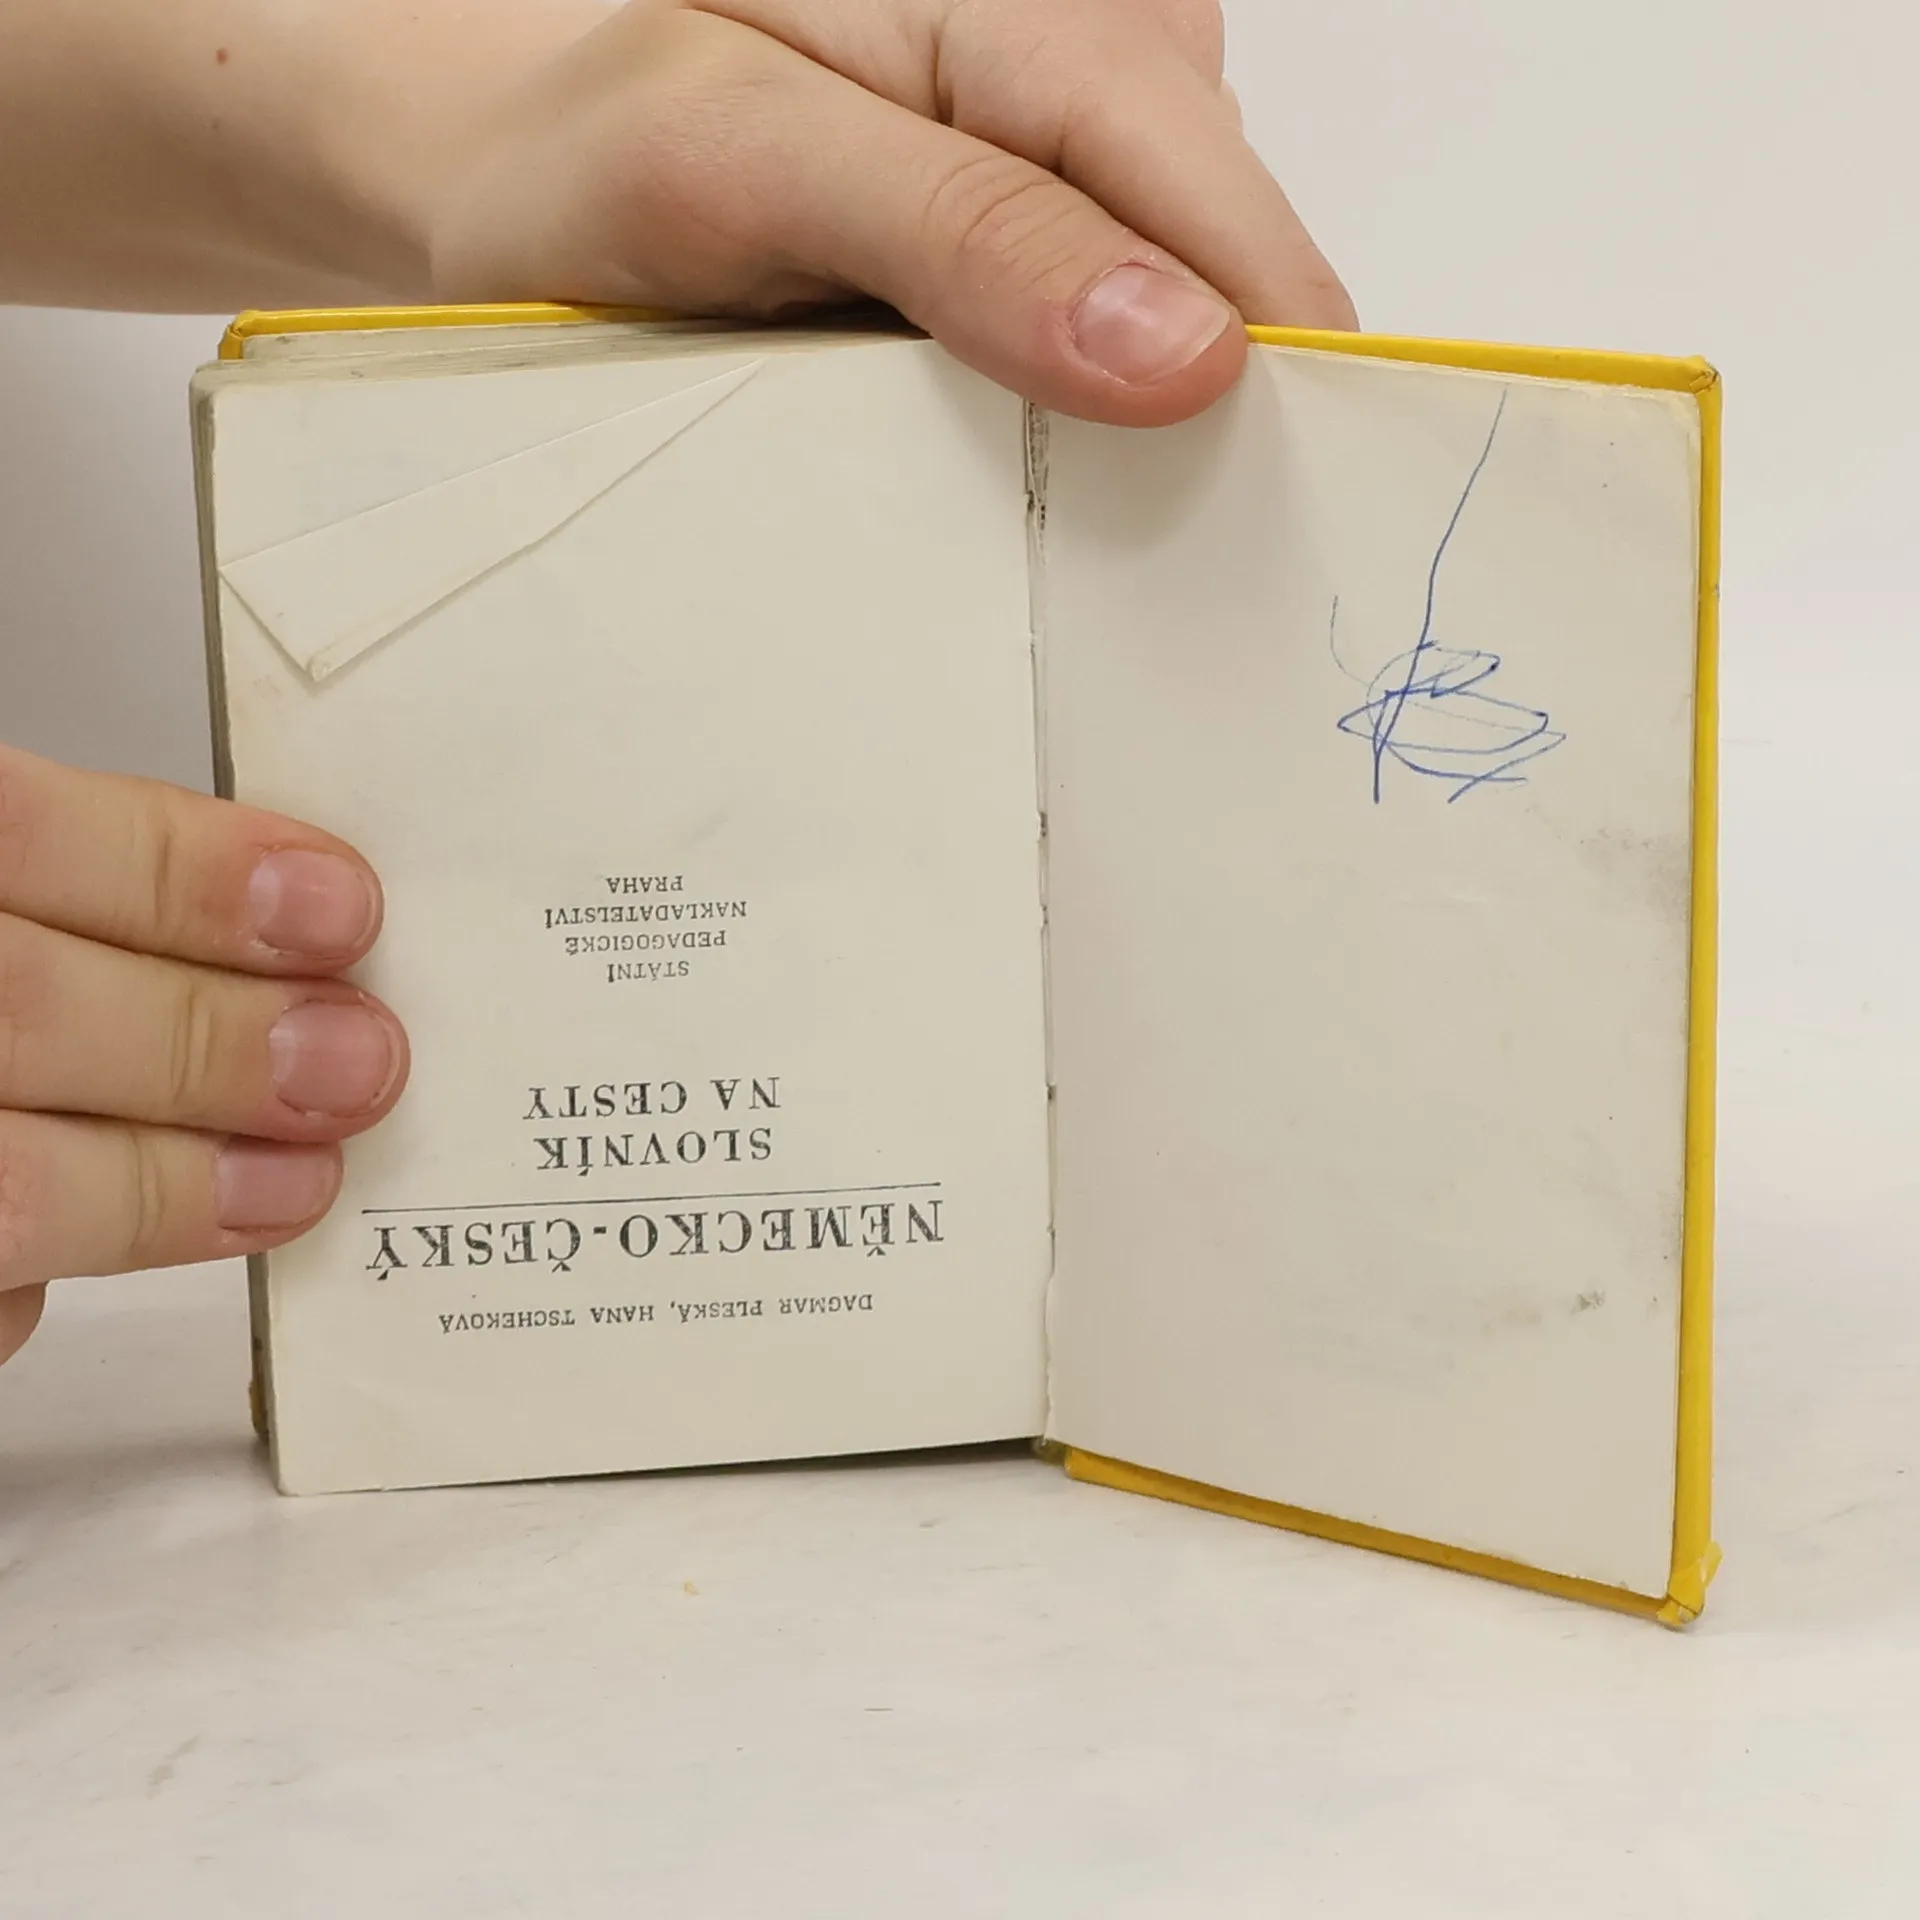 DAGMAR PLESKÁ, HANA TSCHEKOVÁ
NĚMECKO-ČESKÝ
SLOVNÍK
NA CESTY
STÁTNÍ
PEDAGOGICKÉ
NAKLADATELSTVÍ
PRAHA